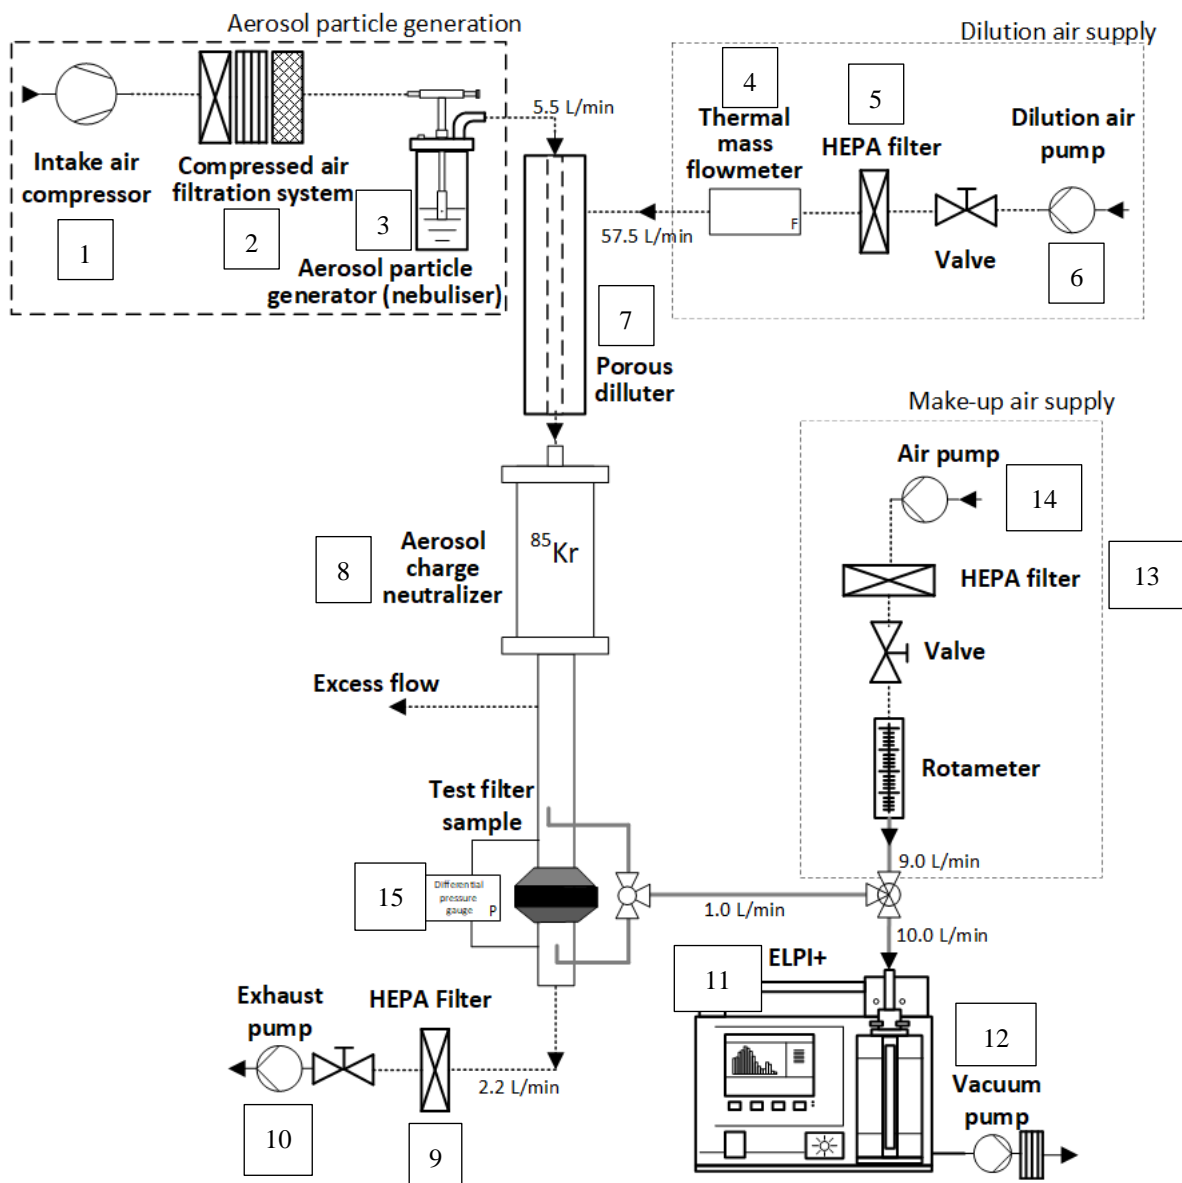 Aerosol particle generation
Dilution air supply
4
5
Thermal
mass
flowmeter
HEPA filter
Dilution air
pump
5.5 L/min
Intake air
compressor
Compressed air
filtration system
F
57.5 L/min
Valve
1
2
3
6
Aerosol particle
generator (nebuliser)
7
Porous
dilluter
Make-up air supply
Air pump
14
85Kr
8
Aerosol
charge
neutralizer
HEPA filter
13
Valve
Excess flow
Rotameter
Test filter
sample
15
Differential
pressure
gauge
P
9.0 L/min
1.0 L/min
10.0 L/min
ELPI+
11
Exhaust
pump
HEPA Filter
2.2 L/min
12
Vacuum
pump
10
9